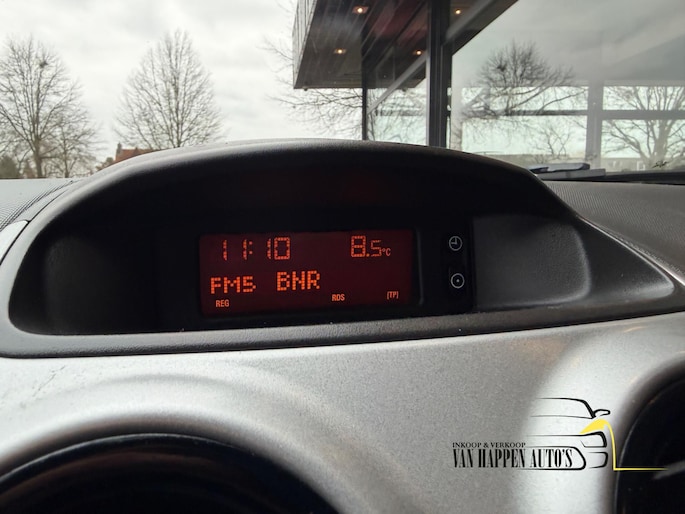 11:10 8.5°C
FM5 BNR
REG RDS [TP]
INKOOP & VERKOOP
VAN HAPPEN AUTO'S